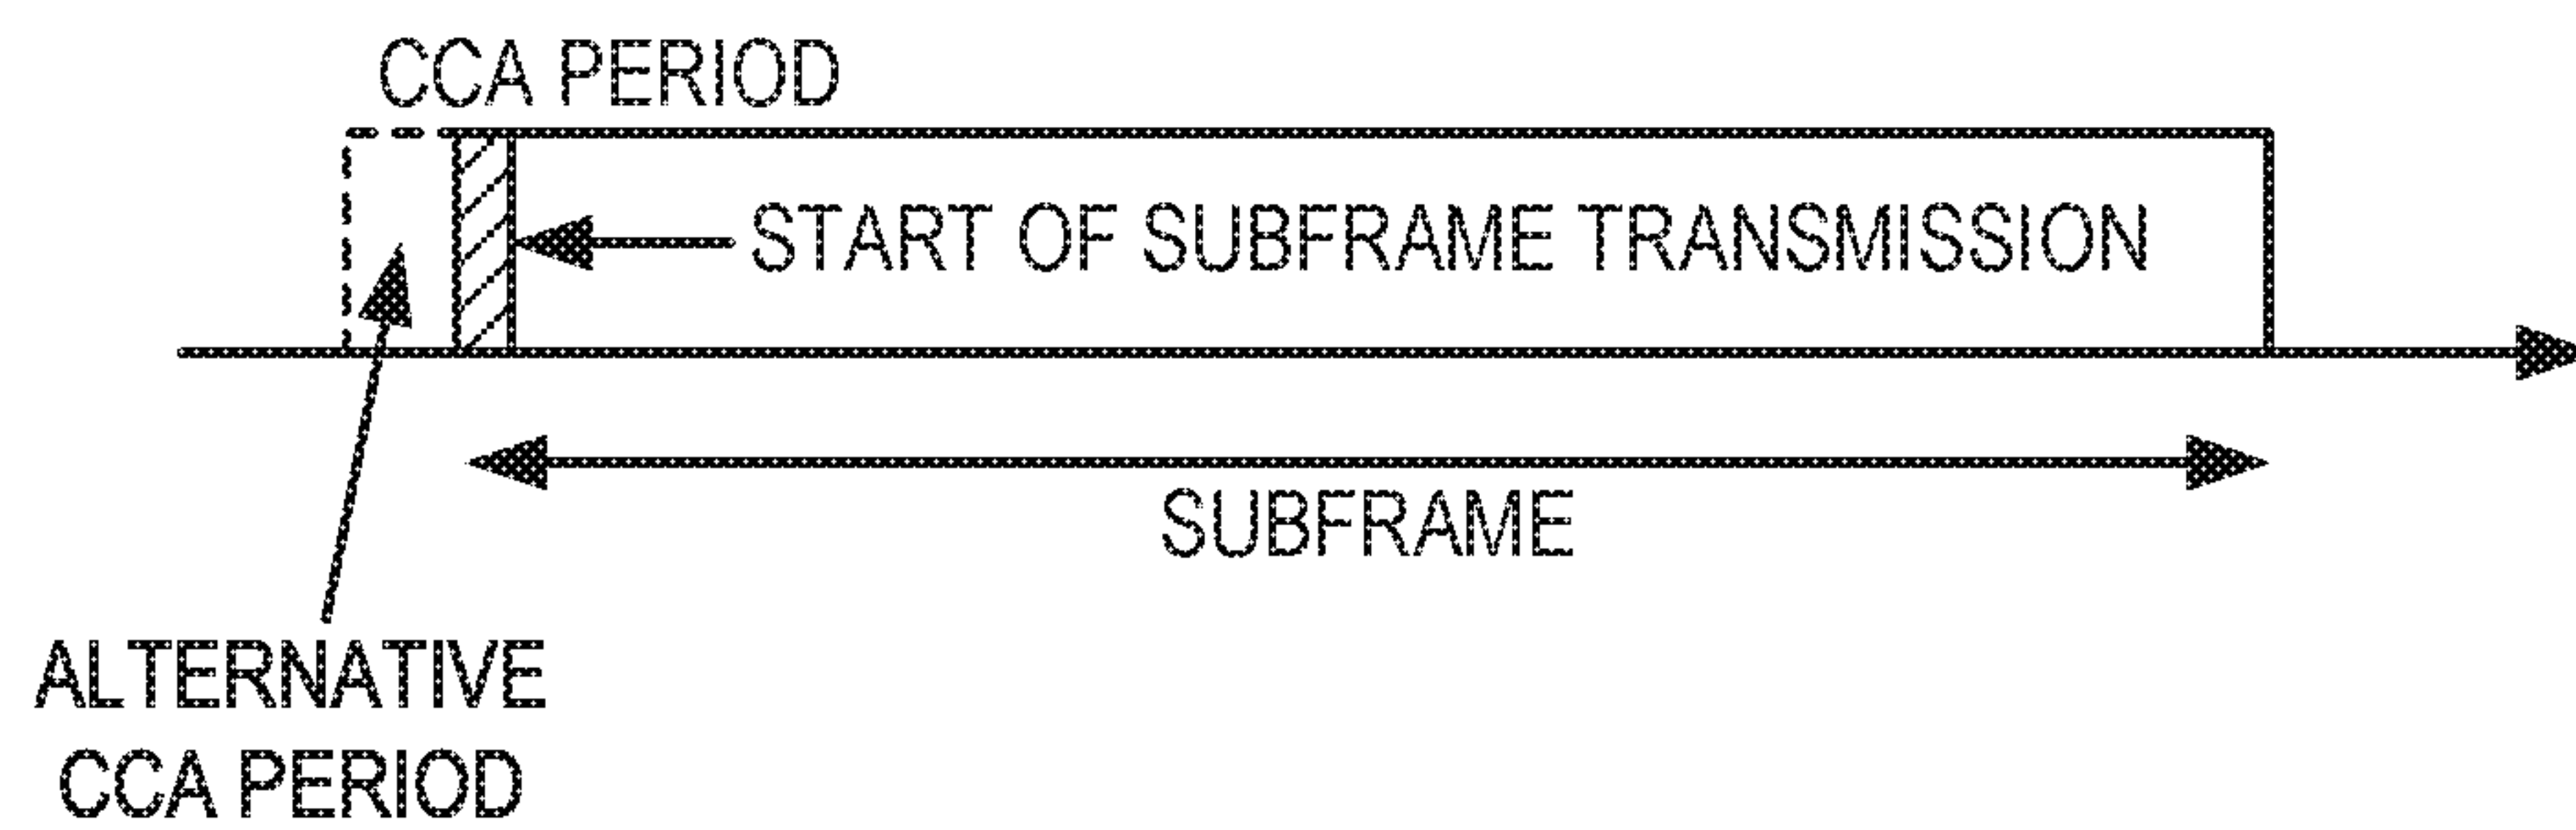 CCA PERIOD
START OF SUBFRAME TRANSMISSION
SUBFRAME
ALTERNATIVE
CCA PERIOD